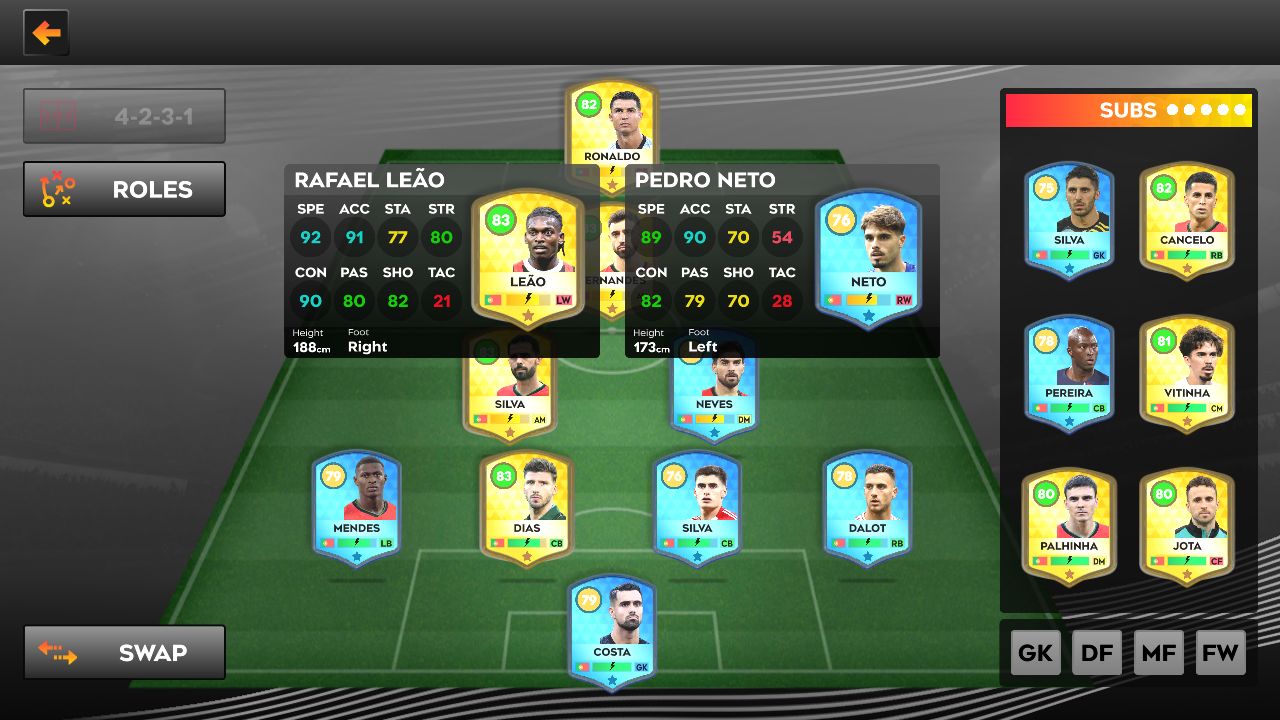 4-2-3-1
ROLES
82
RONALDO
RAFAEL LEÃO
SPE ACC STA STR
92 91 77 80
CON PAS SHO TAC
90 80 82 21
Height Foot
188cm Right
83
LEÃO
LW
ERNANDES
PEDRO NETO
SPE ACC STA STR
89 90 70 54
CON PAS SHO TAC
82 79 70 28
Height Foot
173cm Left
76
NETO
RW
SILVA
AM
NEVES
DM
79
MENDES
LB
83
DIAS
CB
76
SILVA
CB
78
DALOT
RB
79
COSTA
GK
SWAP
SUBS
75
SILVA
GK
82
CANCELO
RB
78
PEREIRA
CB
81
VITINHA
CM
80
PALHINHA
DM
80
JOTA
CF
GK DF MF FW